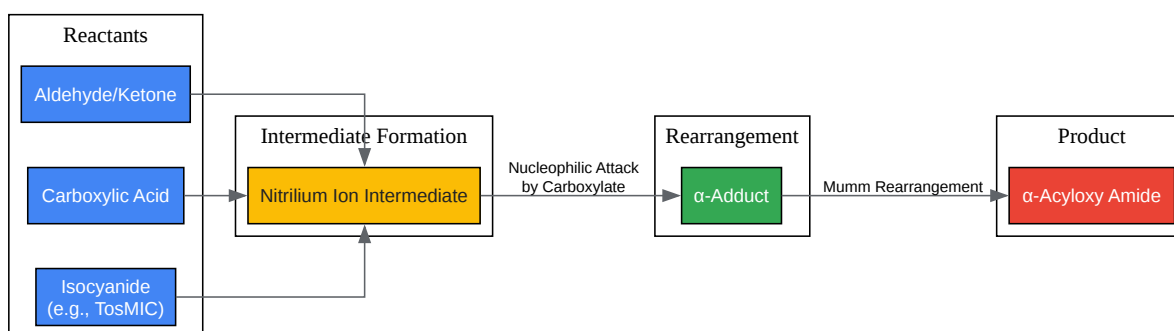 Reactants
Aldehyde/Ketone
Carboxylic Acid
Isocyanide
(e.g., TosMIC)
Intermediate Formation
Nitrilium Ion Intermediate
Nucleophilic Attack
by Carboxylate
Rearrangement
α-Adduct
Mumm Rearrangement
Product
α-Acyloxy Amide